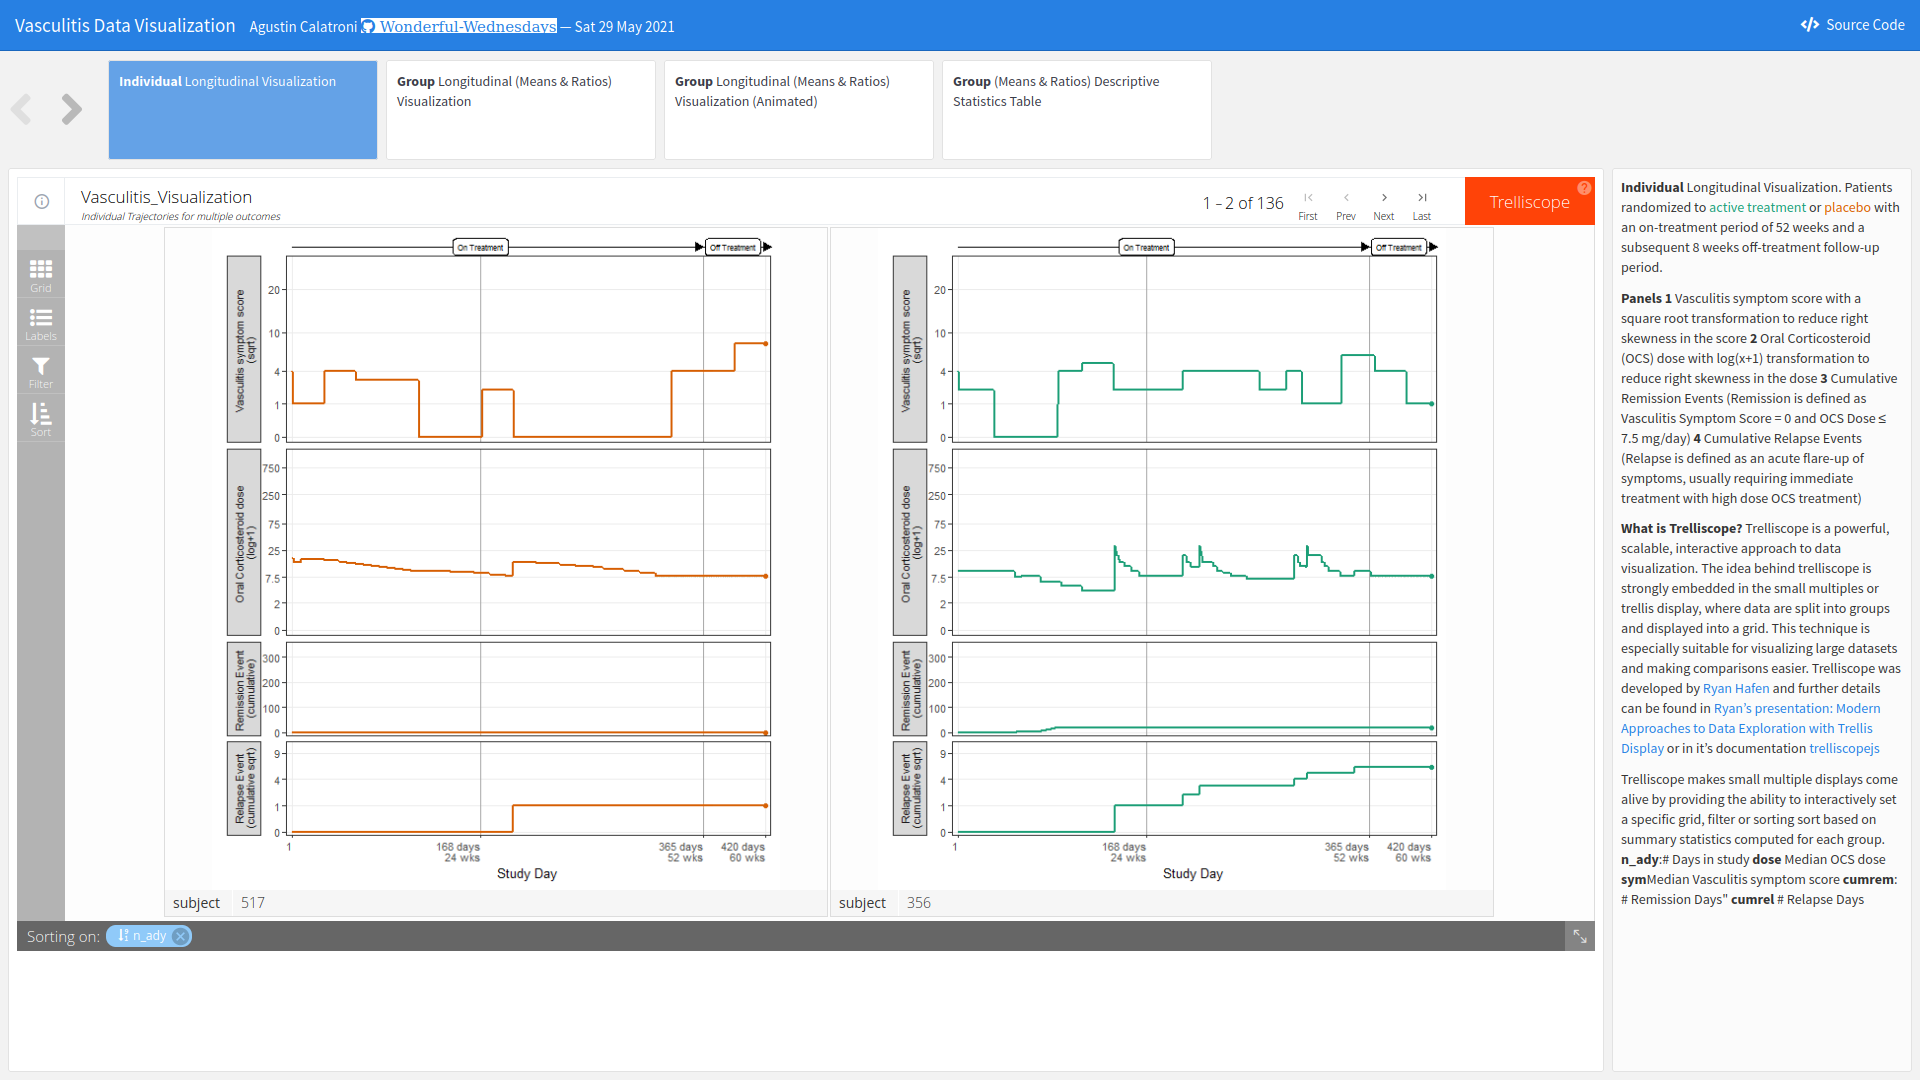 Vasculitis Data Visualization Agustin Calatroni Wonderful-Wednesdays — Sat 29 May 2021
Source Code
Individual Longitudinal Visualization
Group Longitudinal (Means & Ratios)
Visualization
Group Longitudinal (Means & Ratios)
Visualization (Animated)
Group (Means & Ratios) Descriptive
Statistics Table
Vasculitis_Visualization
Individual Trajectories for multiple outcomes
1 - 2 of 136
First
Prev
Next
Last
Trelliscope
?
Grid
Labels
Filter
Sort
On Treatment
Off Treatment
Vasculitis symptom score
(sqrt)
20
10
4
1
0
Oral Corticosteroid dose
(log+1)
750
250
75
25
7.5
2
0
Remission Event
(cumulative)
300
200
100
0
Relapse Event
(cumulative sqrt)
9
4
1
0
1
168 days
24 wks
365 days
52 wks
420 days
60 wks
Study Day
subject 517
On Treatment
Off Treatment
Vasculitis symptom score
(sqrt)
20
10
4
1
0
Oral Corticosteroid dose
(log+1)
750
250
75
25
7.5
2
0
Remission Event
(cumulative)
300
200
100
0
Relapse Event
(cumulative sqrt)
9
4
1
0
1
168 days
24 wks
365 days
52 wks
420 days
60 wks
Study Day
subject 356
Sorting on: n_ady
Individual Longitudinal Visualization. Patients
randomized to active treatment or placebo with
an on-treatment period of 52 weeks and a
subsequent 8 weeks off-treatment follow-up
period.
Panels 1 Vasculitis symptom score with a
square root transformation to reduce right
skewness in the score 2 Oral Corticosteroid
(OCS) dose with log(x+1) transformation to
reduce right skewness in the dose 3 Cumulative
Remission Events (Remission is defined as
Vasculitis Symptom Score = 0 and OCS Dose ≤
7.5 mg/day) 4 Cumulative Relapse Events
(Relapse is defined as an acute flare-up of
symptoms, usually requiring immediate
treatment with high dose OCS treatment)
What is Trelliscope? Trelliscope is a powerful,
scalable, interactive approach to data
visualization. The idea behind trelliscope is
strongly embedded in the small multiples or
trellis display, where data are split into groups
and displayed into a grid. This technique is
especially suitable for visualizing large datasets
and making comparisons easier. Trelliscope was
developed by Ryan Hafen and further details
can be found in Ryan's presentation: Modern
Approaches to Data Exploration with Trellis
Display or in it's documentation trelliscopejs
Trelliscope makes small multiple displays come
alive by providing the ability to interactively set
a specific grid, filter or sorting sort based on
summary statistics computed for each group.
n_ady:# Days in study dose Median OCS dose
symMedian Vasculitis symptom score cumrem:
# Remission Days" cumrel # Relapse Days